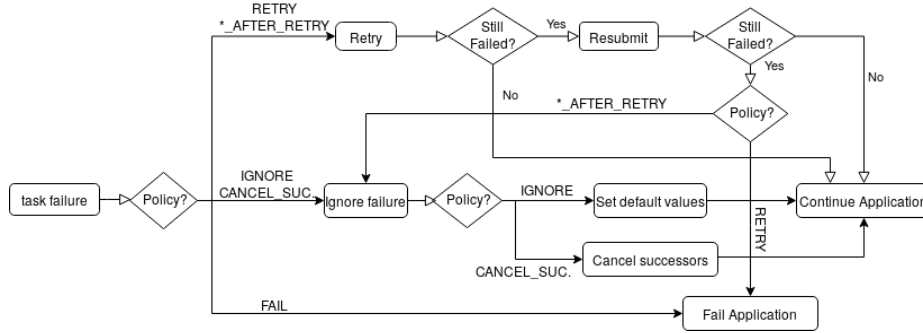 RETRY
*_AFTER_RETRY
Retry
Still
Failed?
Yes
Resubmit
Still
Failed?
Yes
No
No
*_AFTER_RETRY
Policy?
task failure
Policy?
IGNORE
CANCEL_SUC.
Ignore failure
Policy?
IGNORE
Set default values
Continue Application
RETRY
CANCEL_SUC.
Cancel successors
FAIL
Fail Application